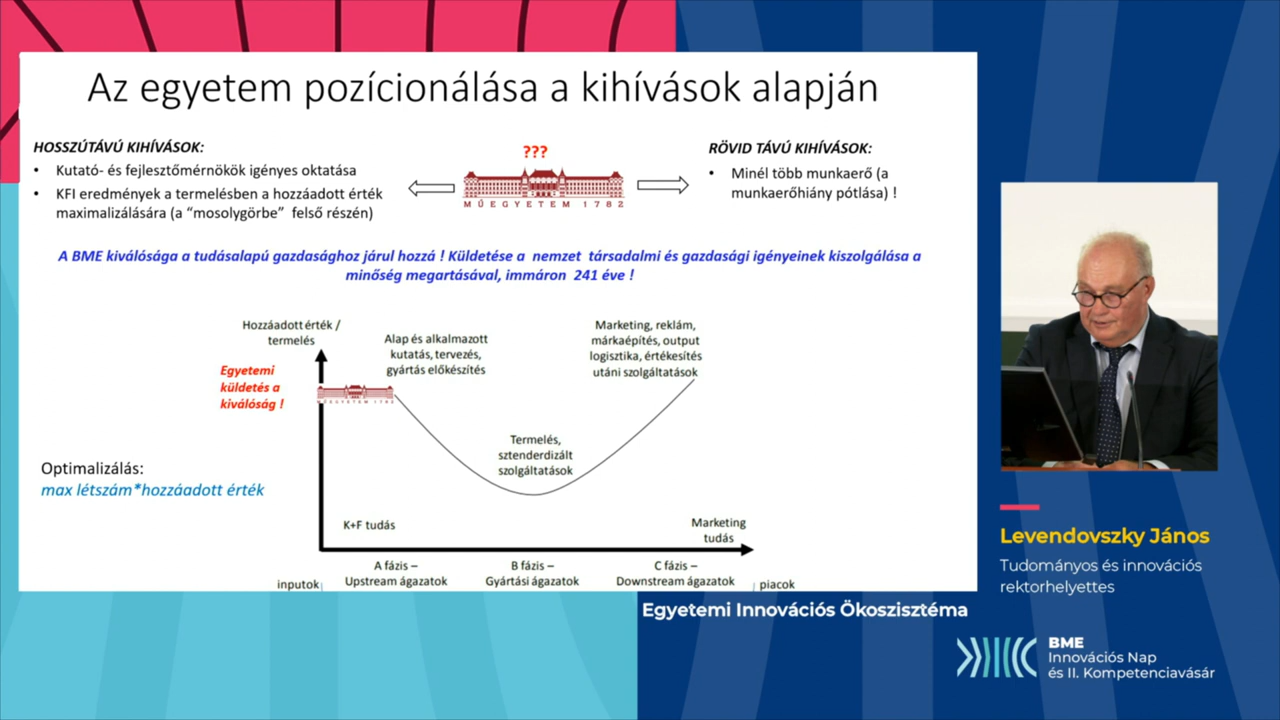 Az egyetem pozícionálása a kihívások alapján
HOSSZÚTÁVÚ KIHÍVÁSOK:
• Kutató- és fejlesztőmérnökök igényes oktatása
• KFI eredmények a termelésben a hozzáadott érték
maximalizálására (a “mosolygörbe” felső részén)
???
MŰEGYETEM 1782
RÖVID TÁVÚ KIHÍVÁSOK:
• Minél több munkaerő (a
munkaerőhiány pótlása) !
A BME kiválósága a tudásalapú gazdasághoz járul hozzá ! Küldetése a nemzet társadalmi és gazdasági igényeinek kiszolgálása a
minőség megartásával, immáron 241 éve !
Hozzáadott érték /
termelés
Alap és alkalmazott
kutatás, tervezés,
gyártás előkészítés
Marketing, reklám,
márkaépítés, output
logisztika, értékesítés
utáni szolgáltatások
Egyetemi
küldetés a
kiválóság !
MŰEGYETEM 1782
Termelés,
sztenderdizált
szolgáltatások
Optimalizálás:
max létszám*hozzáadott érték
K+F tudás
Marketing
tudás
A fázis –
Upstream ágazatok
B fázis –
Gyártási ágazatok
C fázis –
Downstream ágazatok
inputok
piacok
Levendovszky János
Tudományos és innovációs
rektorhelyettes
Egyetemi Innovációs Ökoszisztéma
BME
Innovációs Nap
és II. Kompetenciavásár